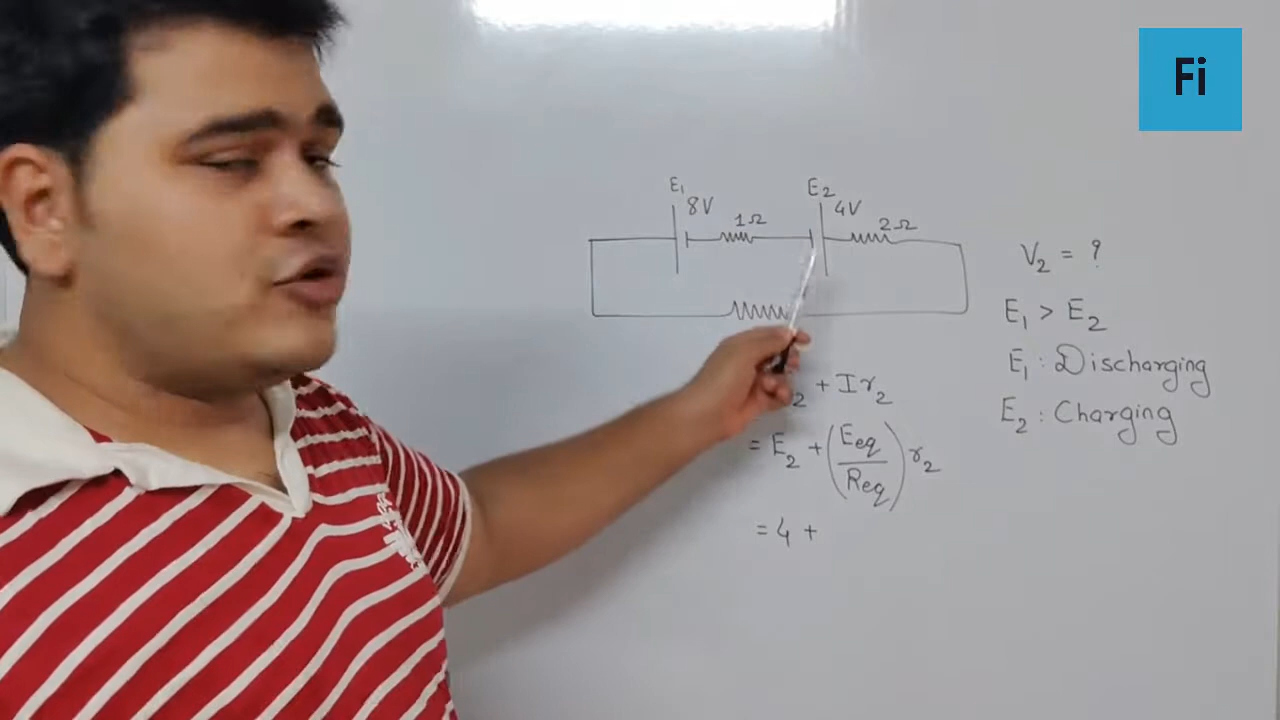 Fi
E₁ E₂
8V 1Ω 4V 2Ω
V₂ = ?
E₁ > E₂
E₁ : Discharging
E₂ : Charging
₂ + Ir₂
= E₂ + (Eeq/Req) r₂
= 4 +